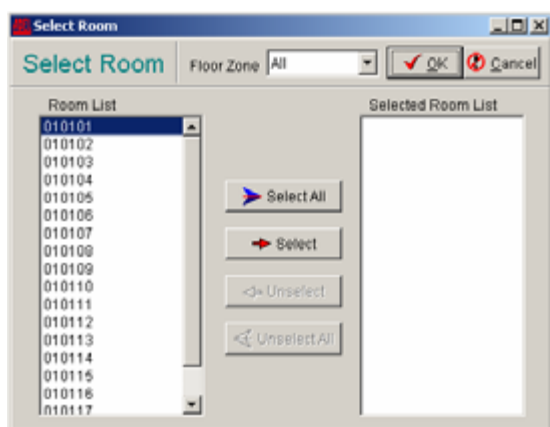 Select Room
Select Room
Floor Zone All
OK
Cancel
Room List
010101
010102
010103
010104
010105
010106
010107
010108
010109
010110
010111
010112
010113
010114
010115
010116
010117
Select All
Select
Unselect
Unselect All
Selected Room List